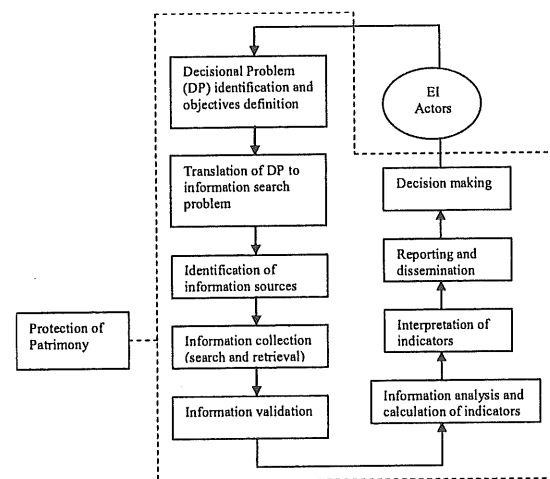 Decisional Problem
(DP) identification and
objectives definition
Translation of DP to
information search
problem
Identification of
information sources
Information collection
(search and retrieval)
Information validation
Protection of
Patrimony
EI
Actors
Decision making
Reporting and
dissemination
Interpretation of
indicators
Information analysis and
calculation of indicators